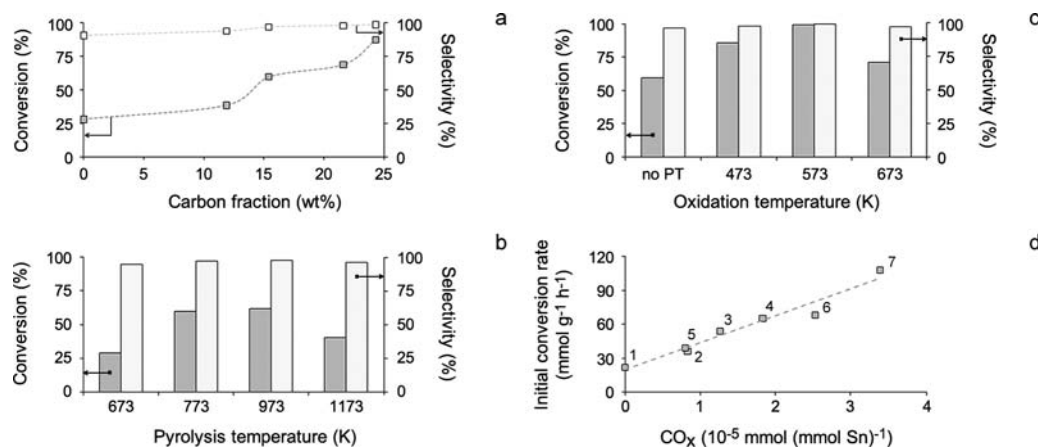 a
100
75
50
25
0
Conversion (%)
100
75
50
25
0
Selectivity (%)
0 5 10 15 20 25
Carbon fraction (wt%)
c
100
75
50
25
0
Conversion (%)
100
75
50
25
0
Selectivity (%)
no PT 473 573 673
Oxidation temperature (K)
b
100
75
50
25
0
Conversion (%)
100
75
50
25
0
Selectivity (%)
673 773 973 1173
Pyrolysis temperature (K)
d
120
90
60
30
0
Initial conversion rate
(mmol g-1 h-1)
1
5
2
3
4
6
7
0 1 2 3 4
COX (10-5 mmol (mmol Sn)-1)